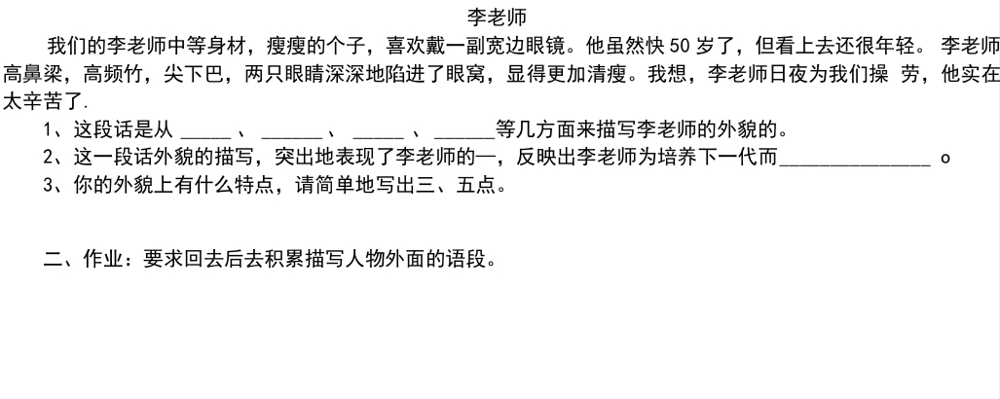 李老师
我们的李老师中等身材，瘦瘦的个子，喜欢戴一副宽边眼镜。他虽然快 50 岁了，但看上去还很年轻。 李老师
高鼻梁，高频竹，尖下巴，两只眼睛深深地陷进了眼窝，显得更加清瘦。我想，李老师日夜为我们操 劳，他实在
太辛苦了.
1、这段话是从 _____ 、 ______ 、 _____ 、 ______等几方面来描写李老师的外貌的。
2、这一段话外貌的描写，突出地表现了李老师的一，反映出李老师为培养下一代而_______________ o
3、你的外貌上有什么特点，请简单地写出三、五点。
二、作业：要求回去后去积累描写人物外面的语段。